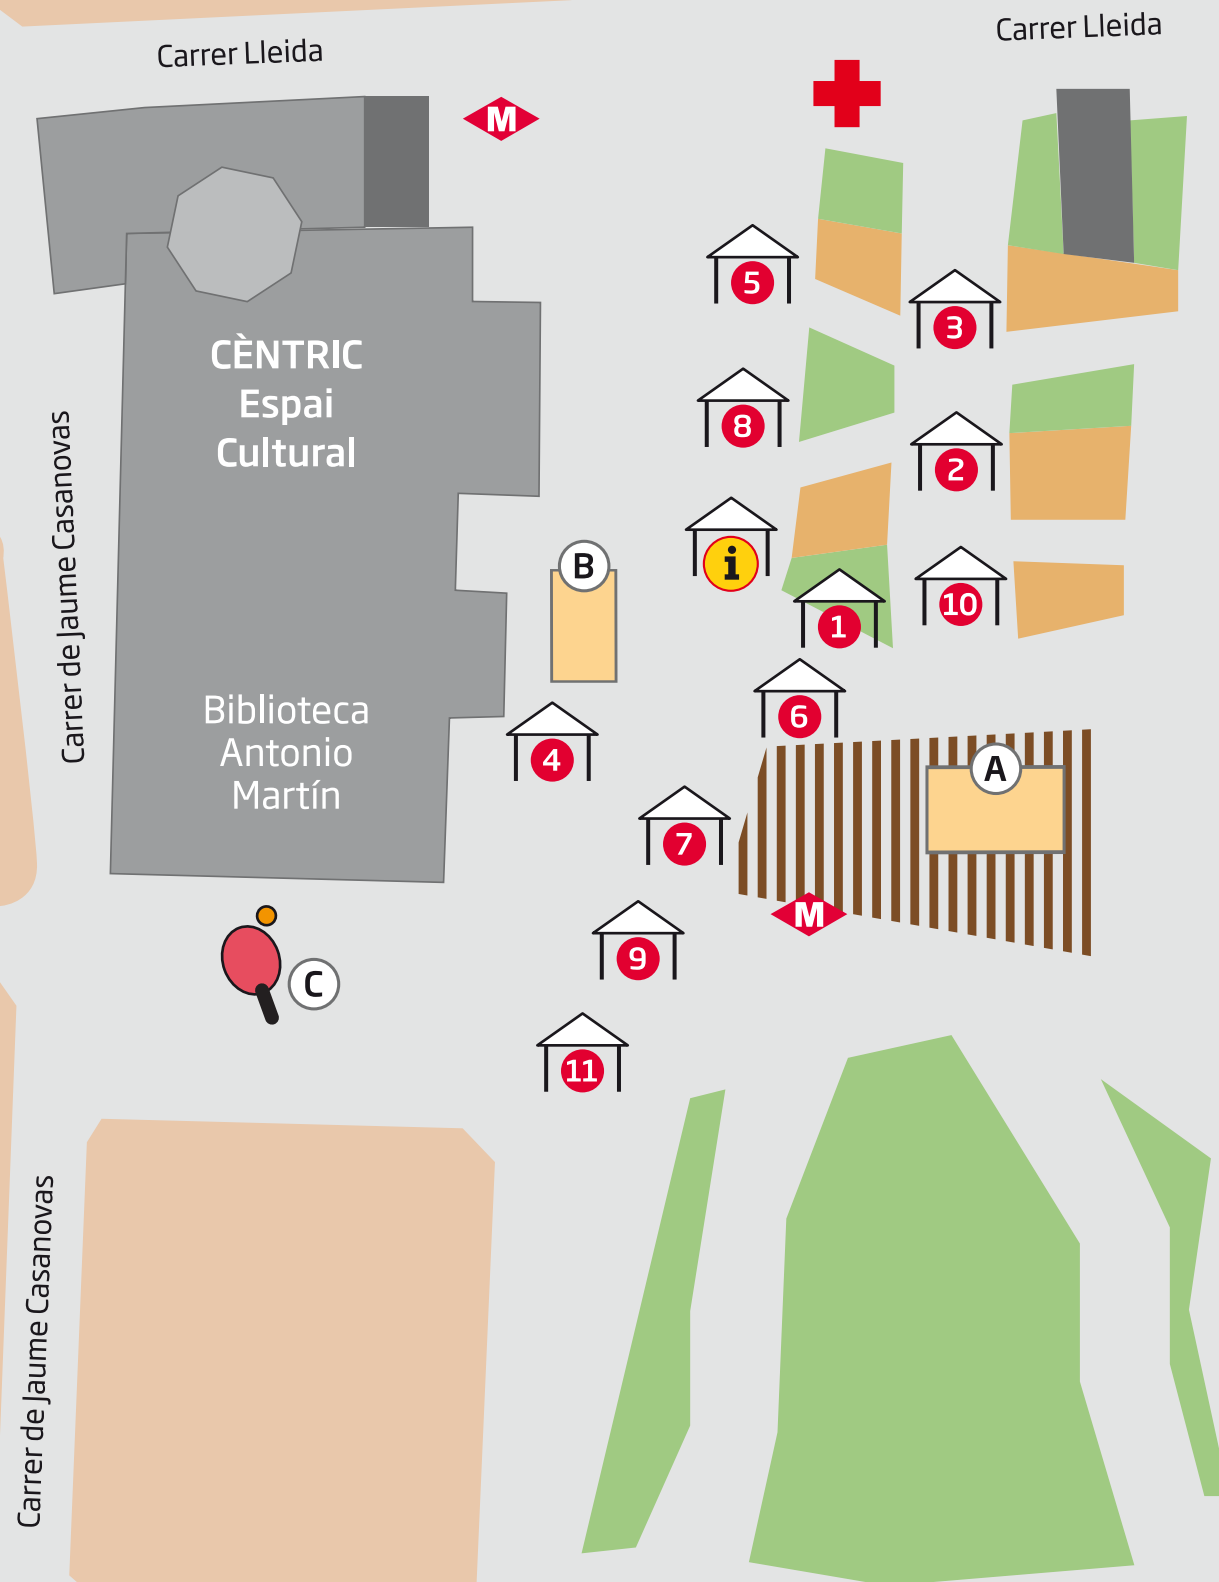 Carrer Lleida
Carrer Lleida
M
5
3
CÈNTRIC
Espai
Cultural
8
2
Carrer de Jaume Casanovas
i
B
10
1
Biblioteca
Antonio
Martín
6
4
A
7
M
9
C
11
Carrer de Jaume Casanovas